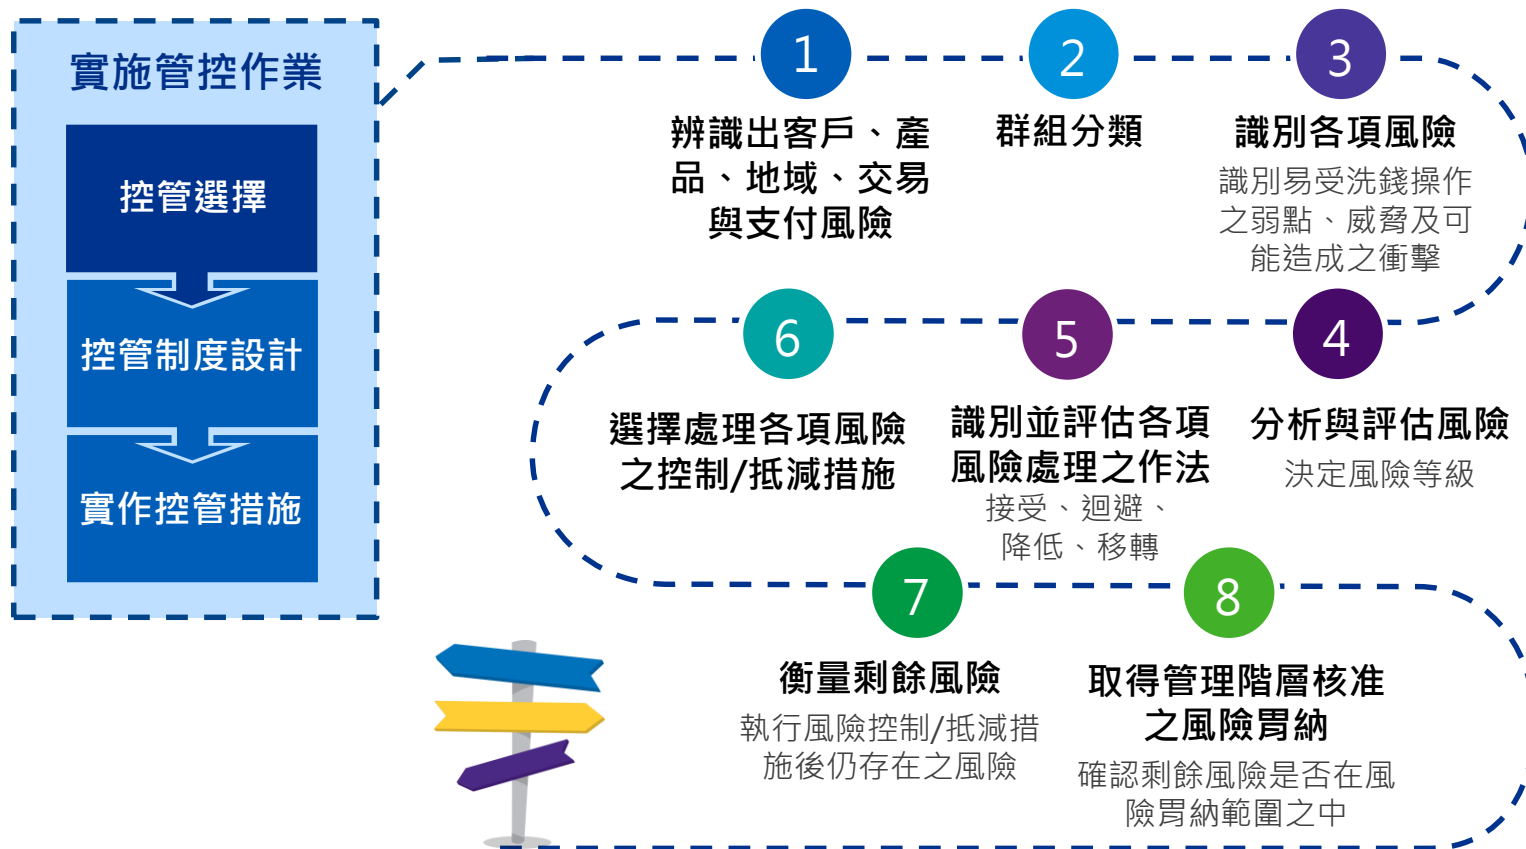 實施管控作業
控管選擇
控管制度設計
實作控管措施
1
辨識出客戶、產
品、地域、交易
與支付風險
2
群組分類
3
識別各項風險
識別易受洗錢操作
之弱點、威脅及可
能造成之衝擊
4
分析與評估風險
決定風險等級
5
識別並評估各項
風險處理之作法
接受、迴避、
降低、移轉
6
選擇處理各項風險
之控制/抵減措施
7
衡量剩餘風險
執行風險控制/抵減措
施後仍存在之風險
8
取得管理階層核准
之風險胃納
確認剩餘風險是否在風
險胃納範圍之中